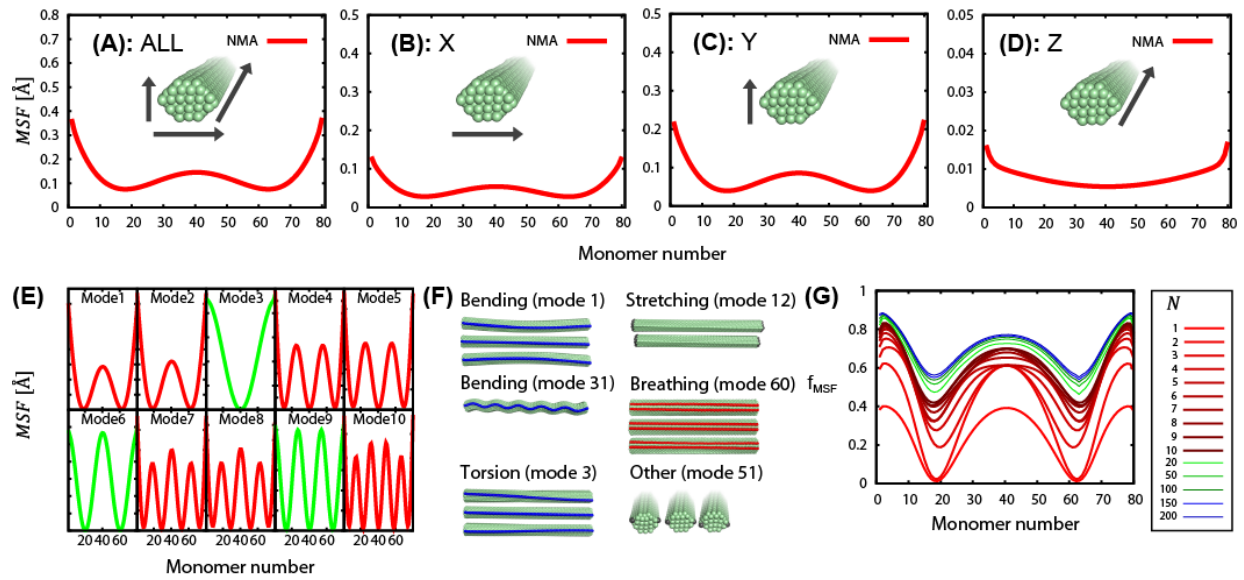 (A): ALL
NMA
(B): X
NMA
(C): Y
NMA
(D): Z
NMA
MSF [Å]
0.8
0.7
0.6
0.5
0.4
0.3
0.2
0.1
0
0 10 20 30 40 50 60 70 80
0.5
0.4
0.3
0.2
0.1
0
0 10 20 30 40 50 60 70 80
0.5
0.4
0.3
0.2
0.1
0
0 10 20 30 40 50 60 70 80
0.05
0.04
0.03
0.02
0.01
0
0 10 20 30 40 50 60 70 80
Monomer number
(E)
MSF [Å]
Mode1 Mode2 Mode3 Mode4 Mode5
Mode6 Mode7 Mode8 Mode9 Mode10
20 40 60 20 40 60 20 40 60 20 40 60 20 40 60
Monomer number
(F)
Bending (mode 1)
Stretching (mode 12)
Bending (mode 31)
Breathing (mode 60)
Torsion (mode 3)
Other (mode 51)
(G)
fMSF
1
0.8
0.6
0.4
0.2
0
0 10 20 30 40 50 60 70 80
Monomer number
N
1
2
3
4
5
6
7
8
9
10
20
50
100
150
200